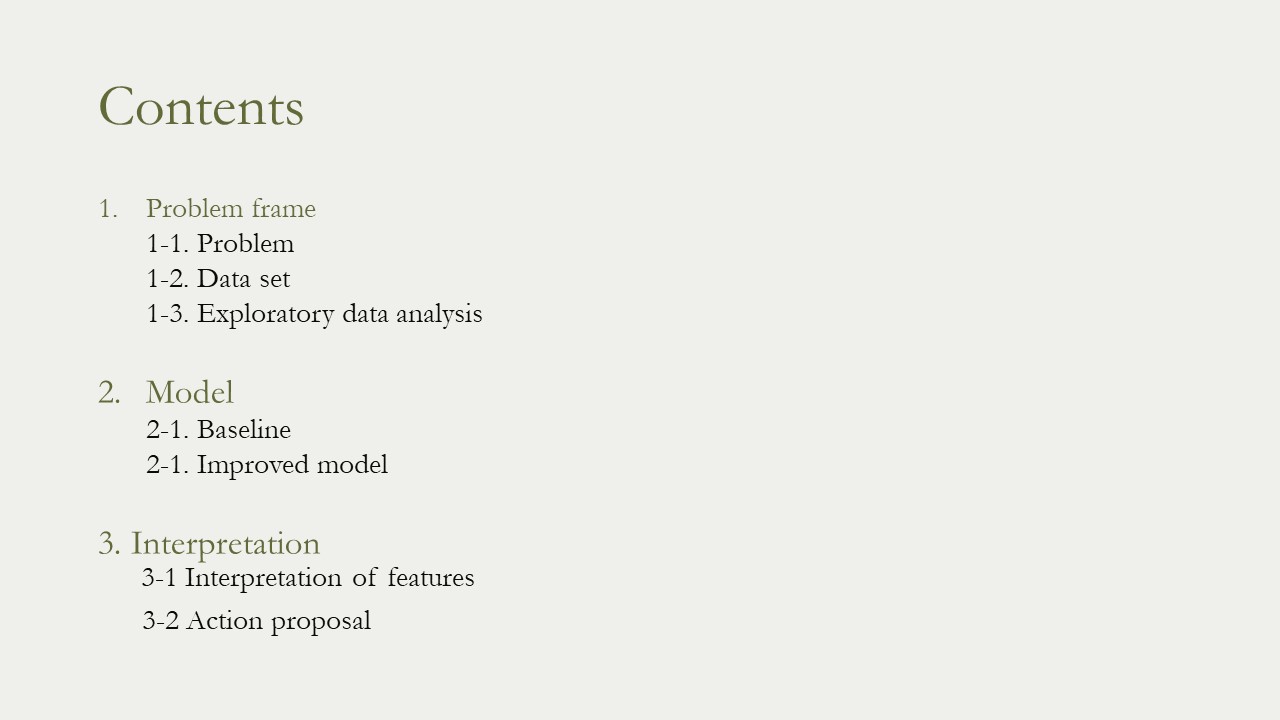 Contents
1. Problem frame
1-1. Problem
1-2. Data set
1-3. Exploratory data analysis
2. Model
2-1. Baseline
2-1. Improved model
3. Interpretation
3-1 Interpretation of features
3-2 Action proposal